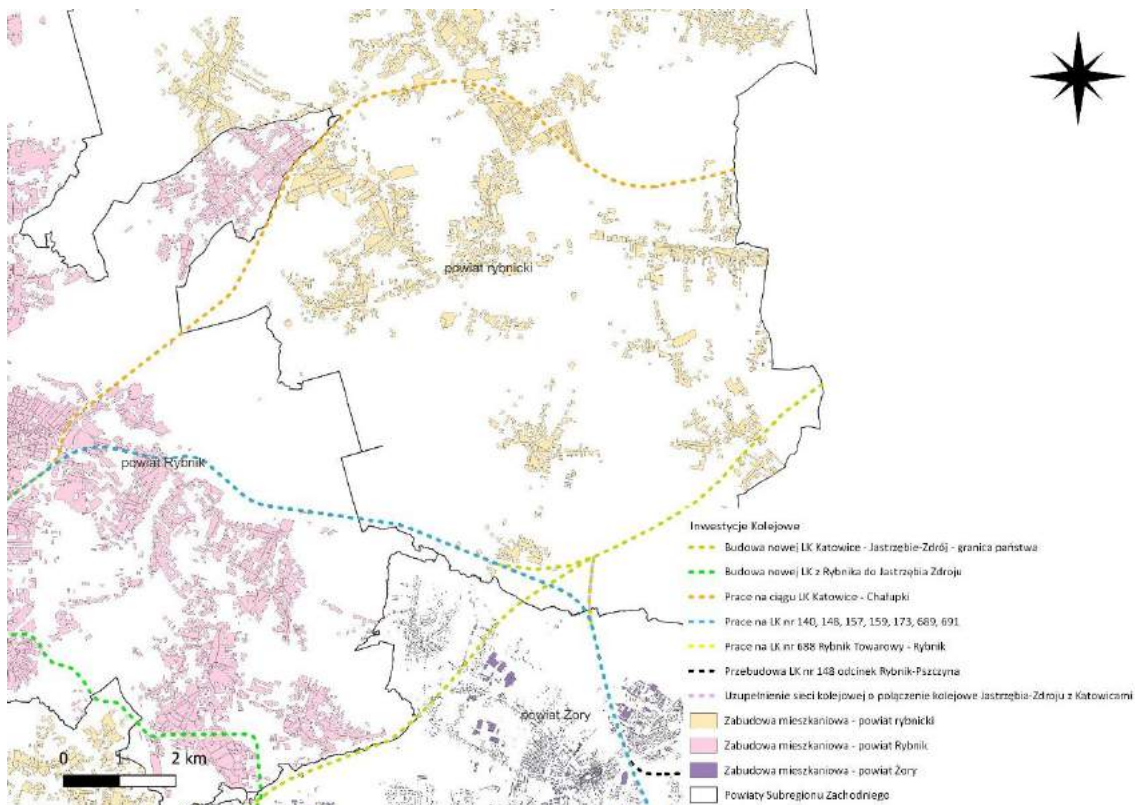 powiat rybnicki
powiat Rybnik
powiat Żory
0 1 2 km
Inwestycje Kolejowe
Budowa nowej LK Katowice - Jastrzębie-Zdrój - granica państwa
Budowa nowej LK z Rybnika do Jastrzębia Zdroju
Prace na ciągu LK Katowice - Chałupki
Prace na LK nr 140, 148, 157, 159, 173, 689, 691
Prace na LK nr 688 Rybnik Towarowy - Rybnik
Przebudowa LK nr 148 odcinek Rybnik-Pszczyna
Uzupełnienie sieci kolejowej o połączenie kolejowe Jastrzębia-Zdroju z Katowicami
Zabudowa mieszkaniowa - powiat rybnicki
Zabudowa mieszkaniowa - powiat Rybnik
Zabudowa mieszkaniowa - powiat Żory
Powiaty Subregionu Zachodniego